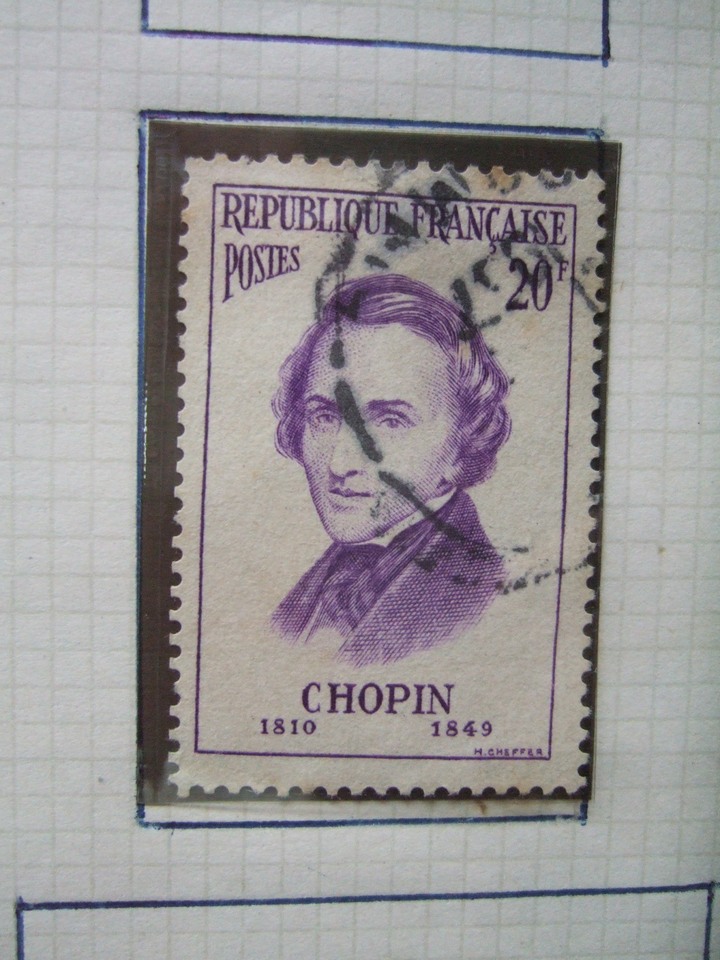 REPUBLIQUE FRANÇAISE
POSTES
20F
CHOPIN
1810 1849
H. CHEFFER